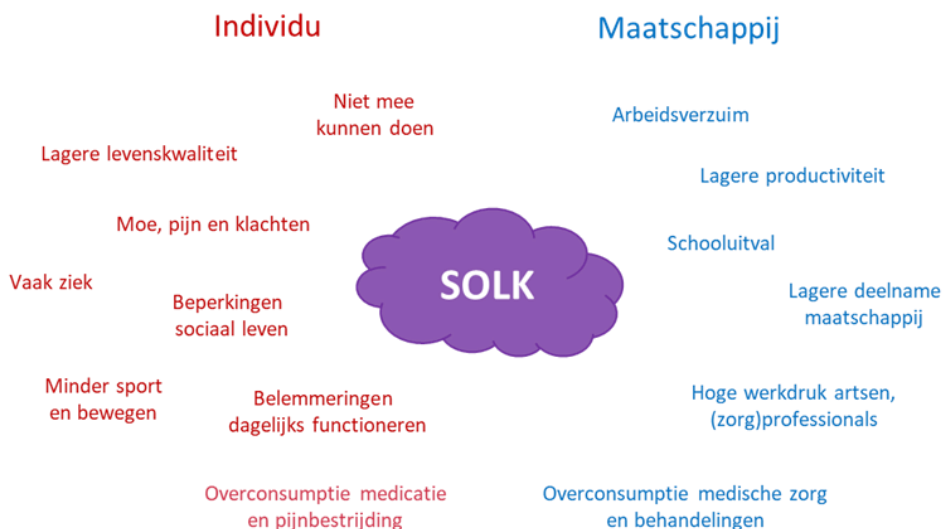 Individu
Maatschappij
Niet mee
kunnen doen
Arbeidsverzuim
Lagere levenskwaliteit
Lagere productiviteit
Moe, pijn en klachten
Schooluitval
Vaak ziek
Beperkingen
sociaal leven
SOLK
Lagere deelname
maatschappij
Minder sport
en bewegen
Belemmeringen
dagelijks functioneren
Hoge werkdruk artsen,
(zorg)professionals
Overconsumptie medicatie
en pijnbestrijding
Overconsumptie medische zorg
en behandelingen